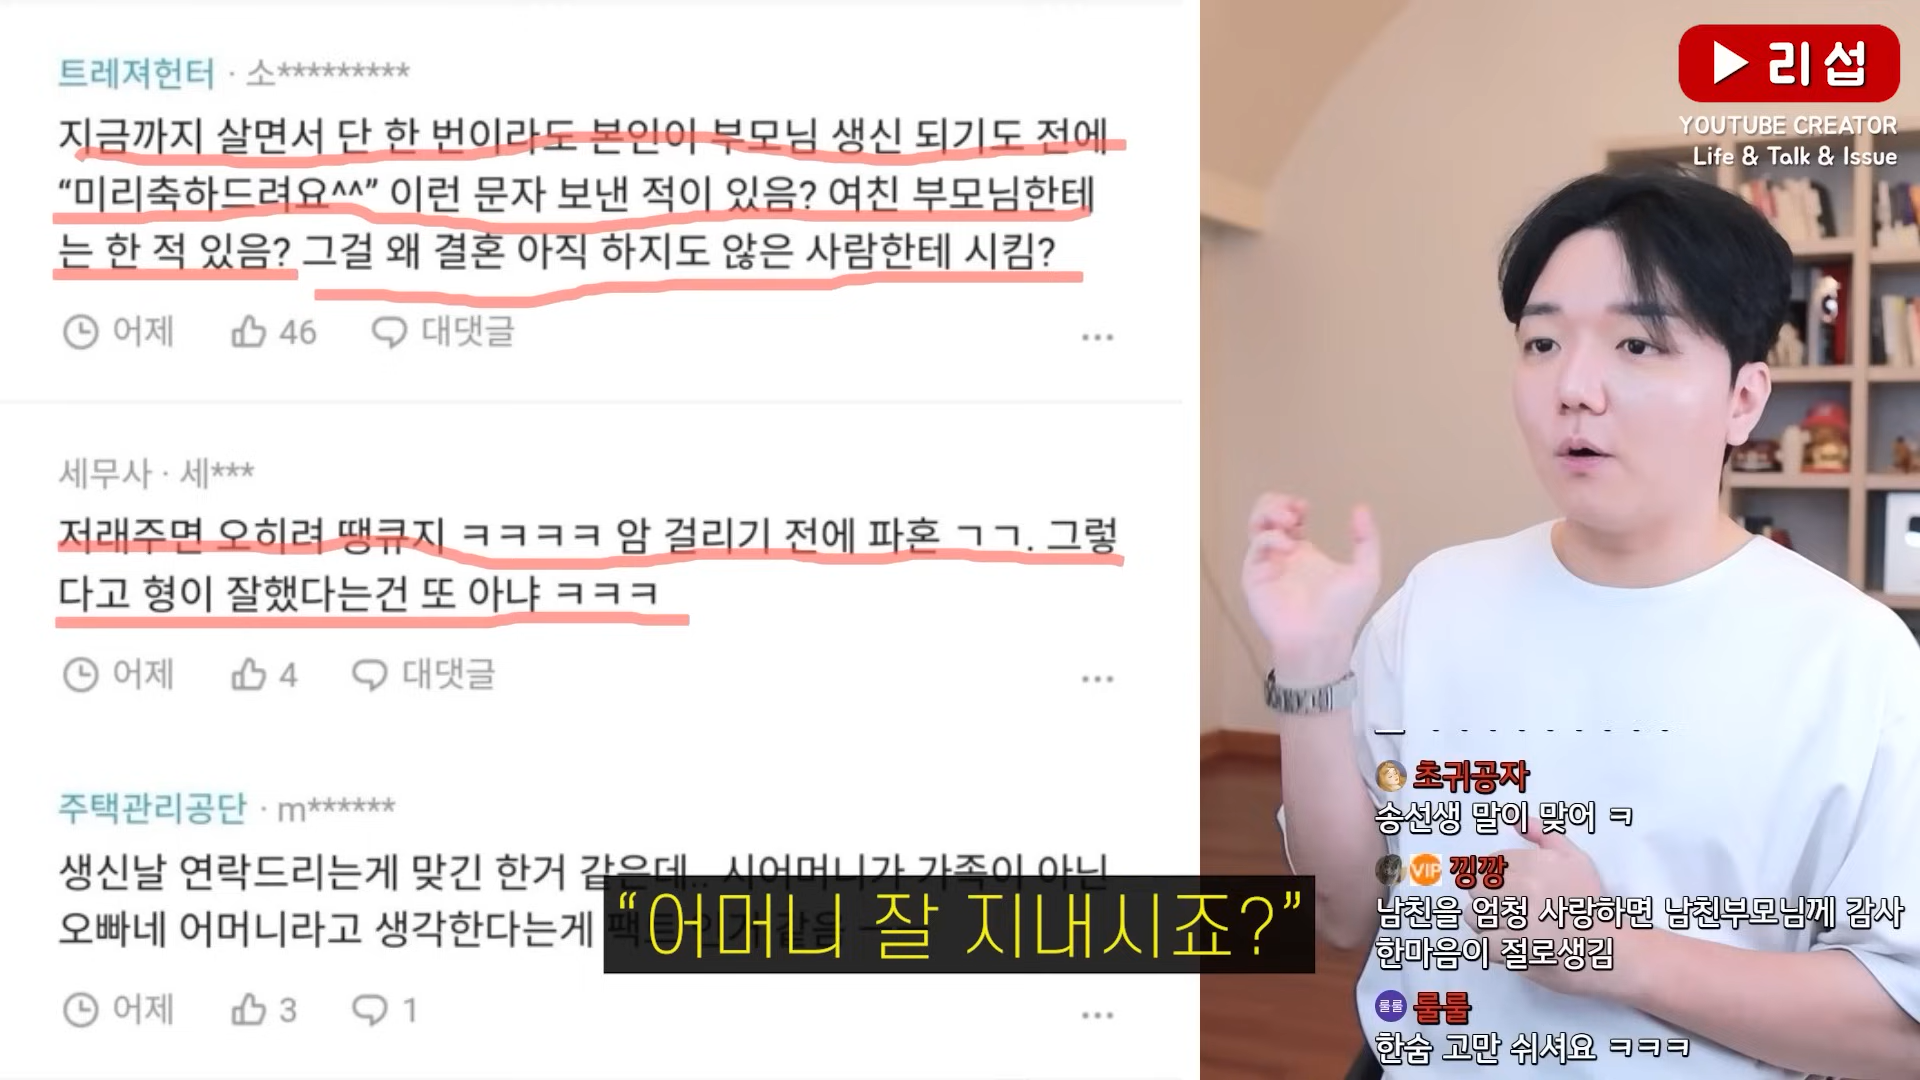 트레져헌터 · 소*********
지금까지 살면서 단 한 번이라도 본인이 부모님 생신 되기도 전에
“미리축하드려요^^” 이런 문자 보낸 적이 있음? 여친 부모님한테
는 한 적 있음? 그걸 왜 결혼 아직 하지도 않은 사람한테 시킴?
어제 46 대댓글
세무사 · 세***
저래주면 오히려 땡큐지 ㅋㅋㅋㅋ 암 걸리기 전에 파혼 ㄱㄱ. 그렇
다고 형이 잘했다는건 또 아냐 ㅋㅋㅋ
어제 4 대댓글
주택관리공단 · m******
생신날 연락드리는게 맞긴 한거 같은데.. 시어머니가 가족이 아닌
오빠네 어머니라고 생각한다는게
어제 3 1
“어머니 잘 지내시죠?”
리섭
YOUTUBE CREATOR
Life & Talk & Issue
초귀공자
송선생 말이 맞어 ㅋ
VIP 낑깡
남친을 엄청 사랑하면 남친부모님께 감사
한마음이 절로생김
룰룰 룰룰
한숨 고만 쉬셔요 ㅋㅋㅋ